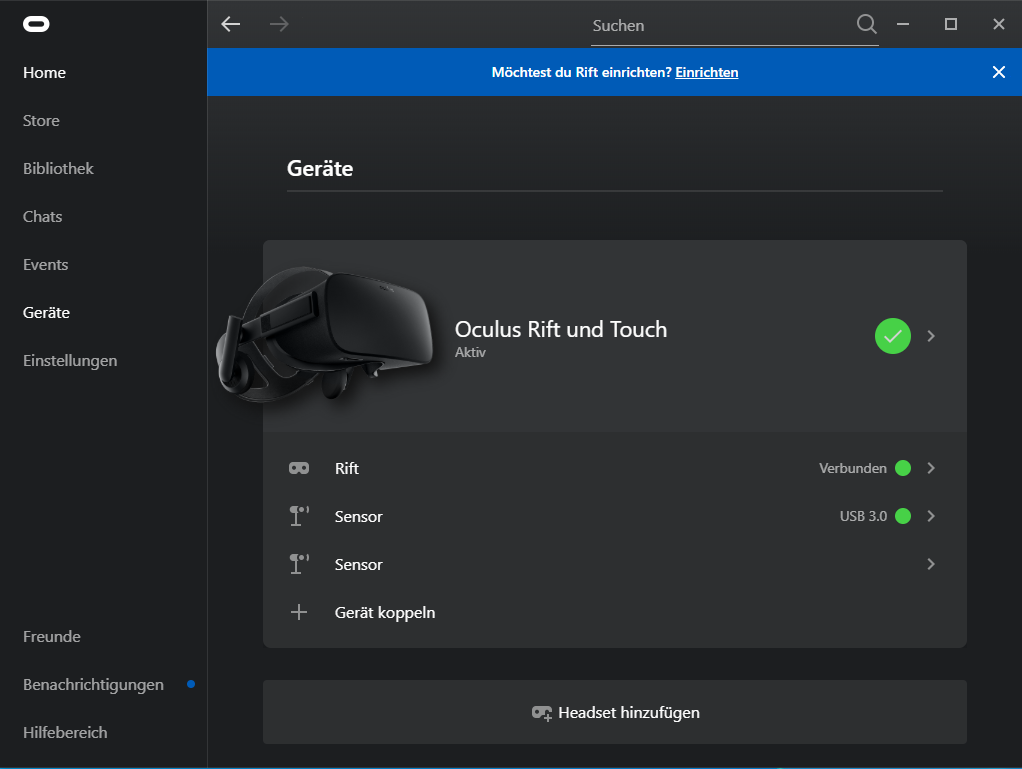 Suchen
Möchtest du Rift einrichten? Einrichten
Home
Store
Bibliothek
Chats
Events
Geräte
Einstellungen
Freunde
Benachrichtigungen
Hilfebereich
Geräte
Oculus Rift und Touch
Aktiv
Rift Verbunden
Sensor USB 3.0
Sensor
Gerät koppeln
Headset hinzufügen